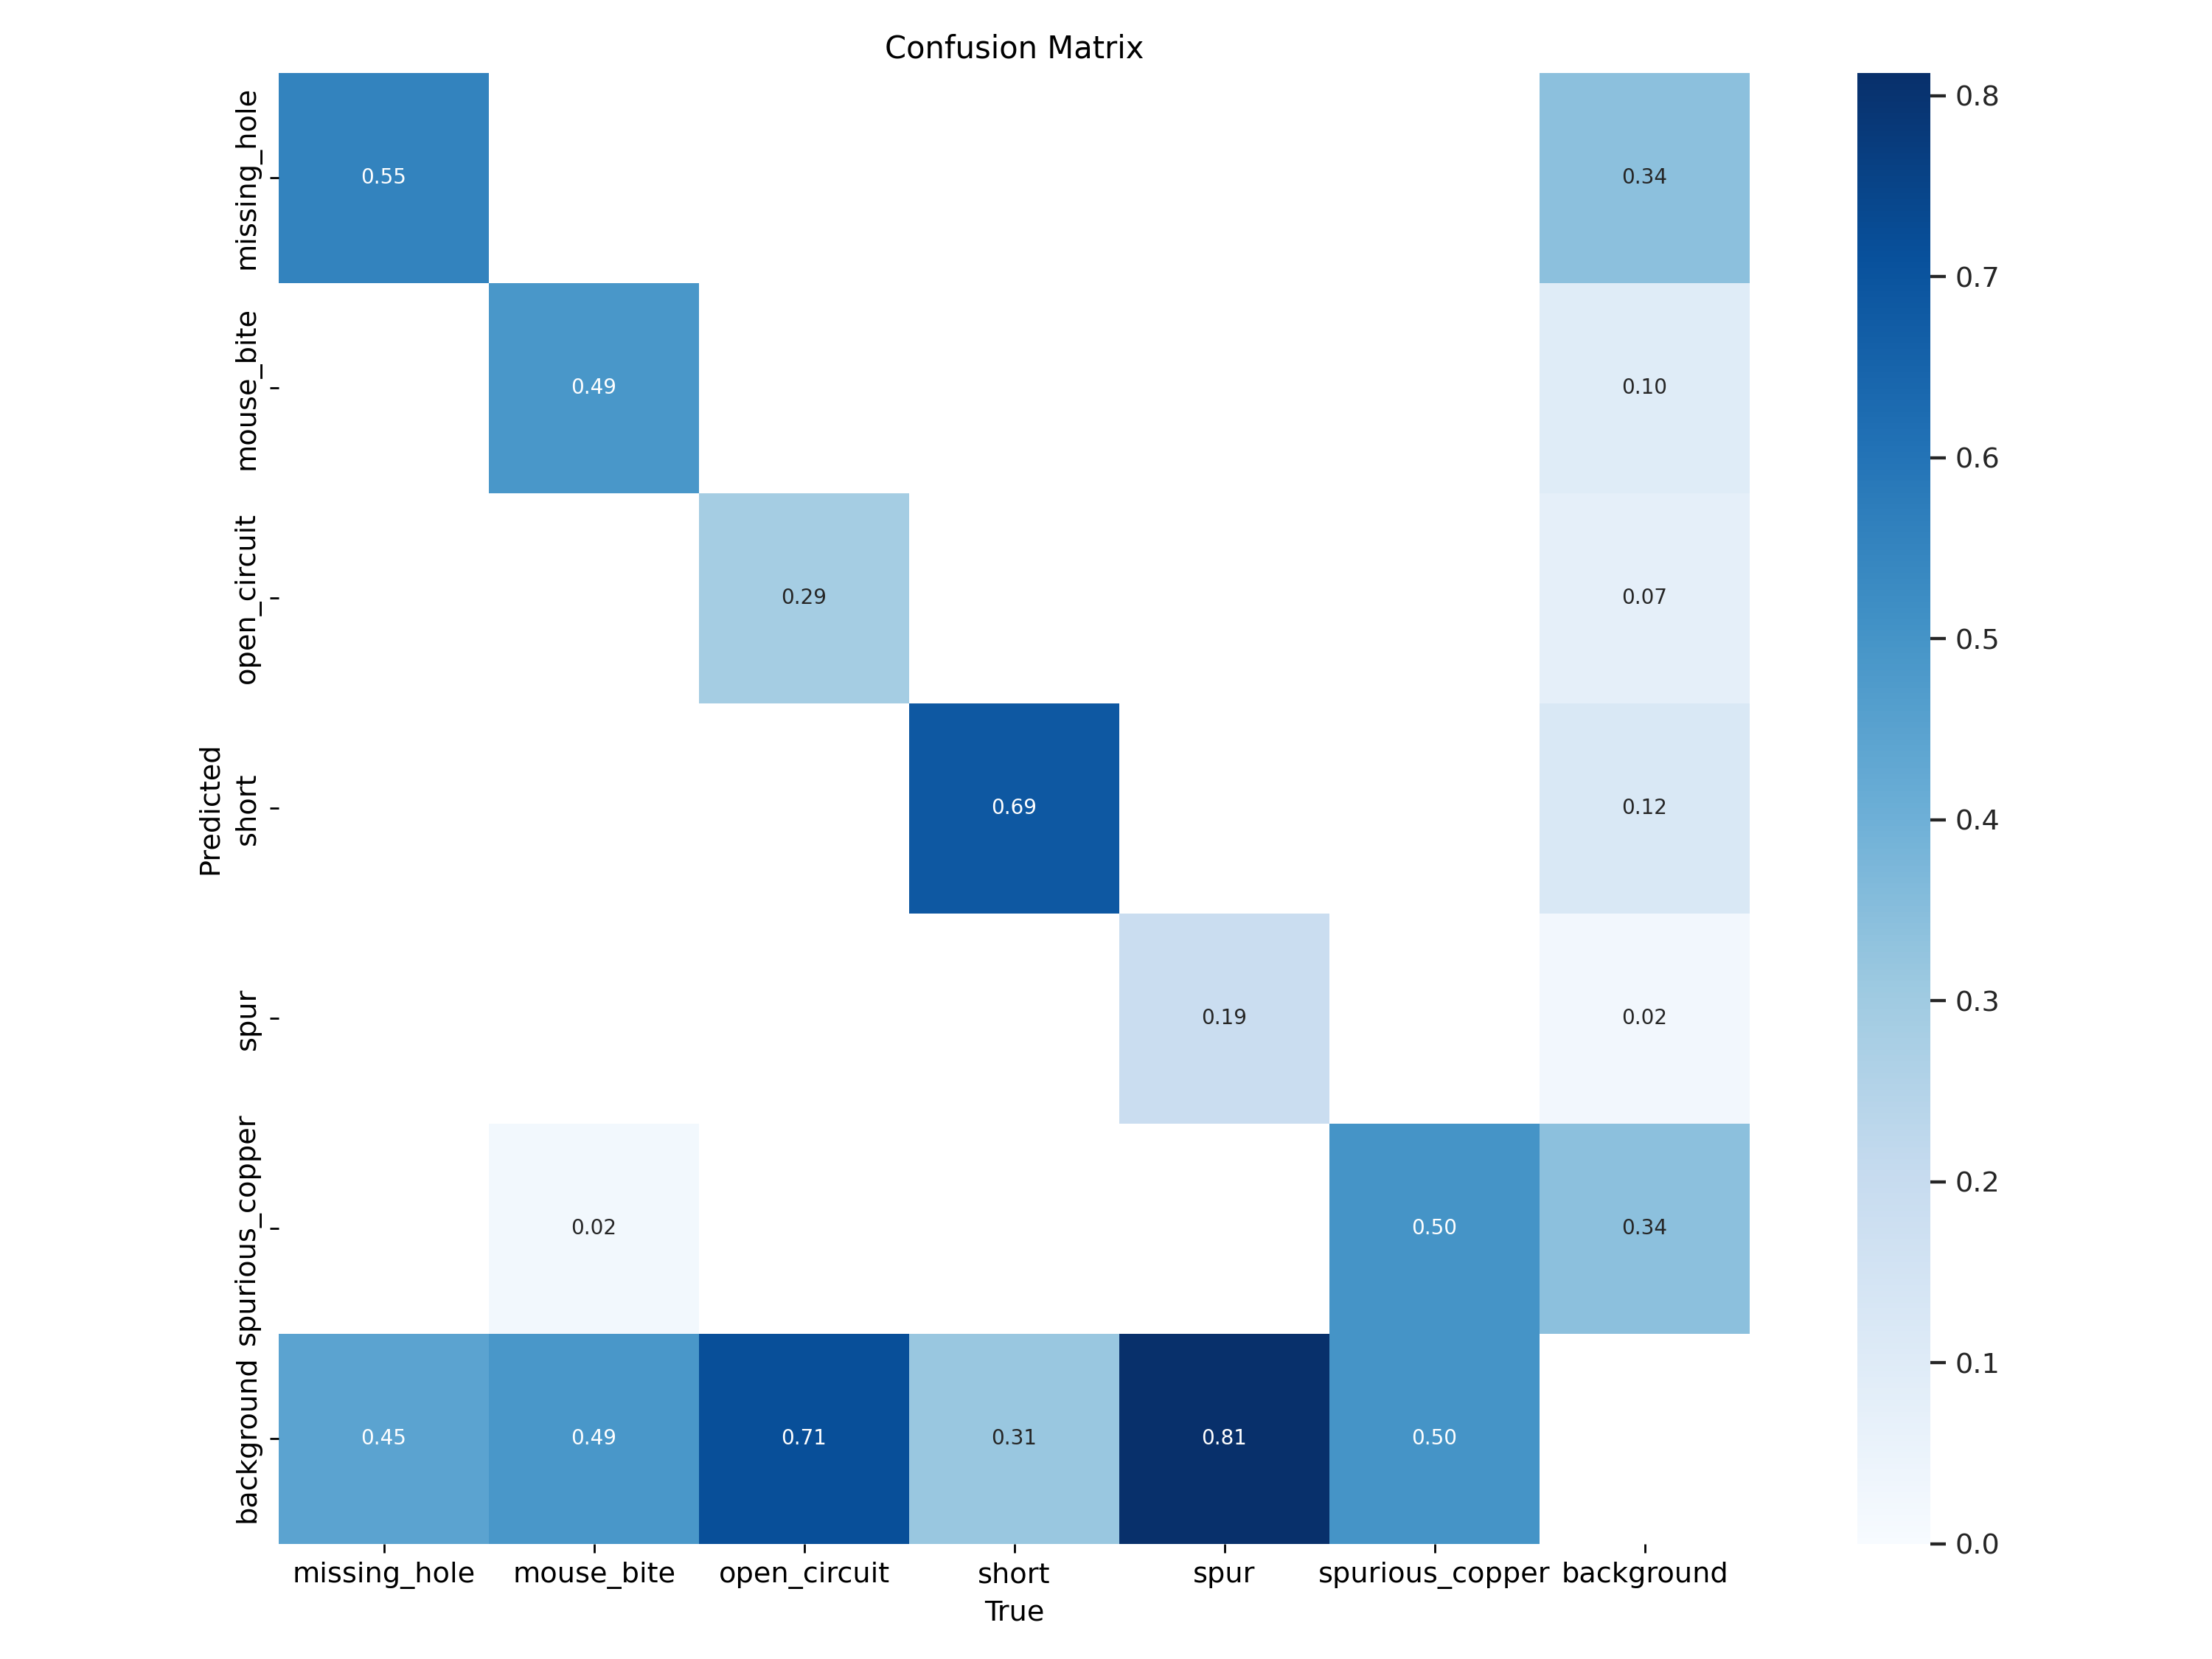 Confusion Matrix
missing_hole
0.55
0.34
mouse_bite
0.49
0.10
open_circuit
0.29
0.07
Predicted
short
0.69
0.12
spur
0.19
0.02
spurious_copper
0.02
0.50
0.34
background
0.45
0.49
0.71
0.31
0.81
0.50
missing_hole mouse_bite open_circuit short spur spurious_copper background
True
0.8
0.7
0.6
0.5
0.4
0.3
0.2
0.1
0.0